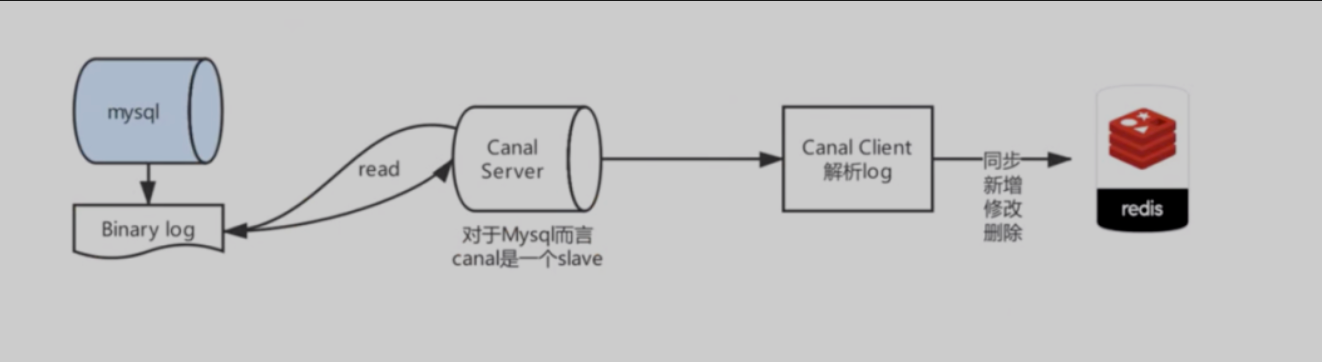 mysql
Binary log
read
Canal
Server
对于Mysql而言
canal是一个slave
Canal Client
解析log
同步
新增
修改
删除
redis